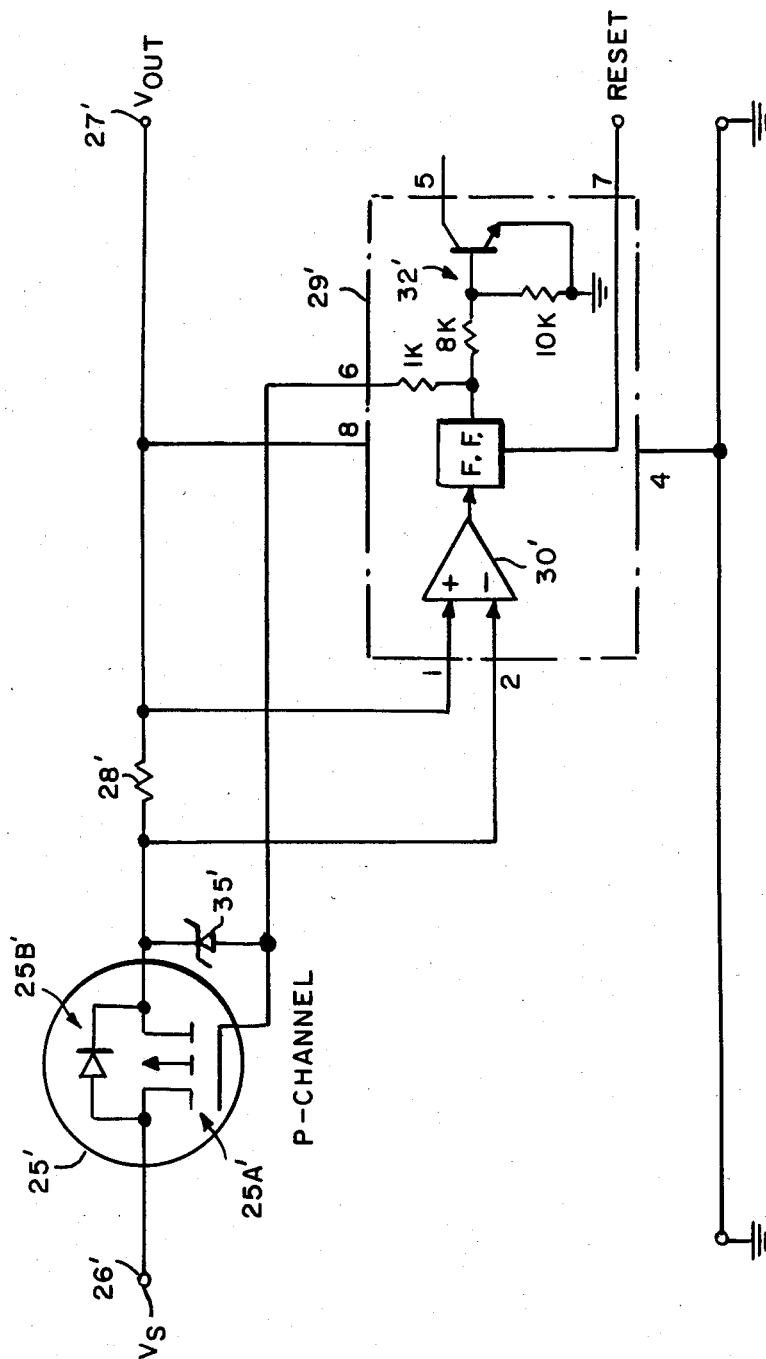 26'
VS
25'
25B'
25A'
P-CHANNEL
35'
28'
27'
VOUT
29'
8
6
1K
8K
32'
5
10K
F. F.
+
−
30'
1
2
7
RESET
4